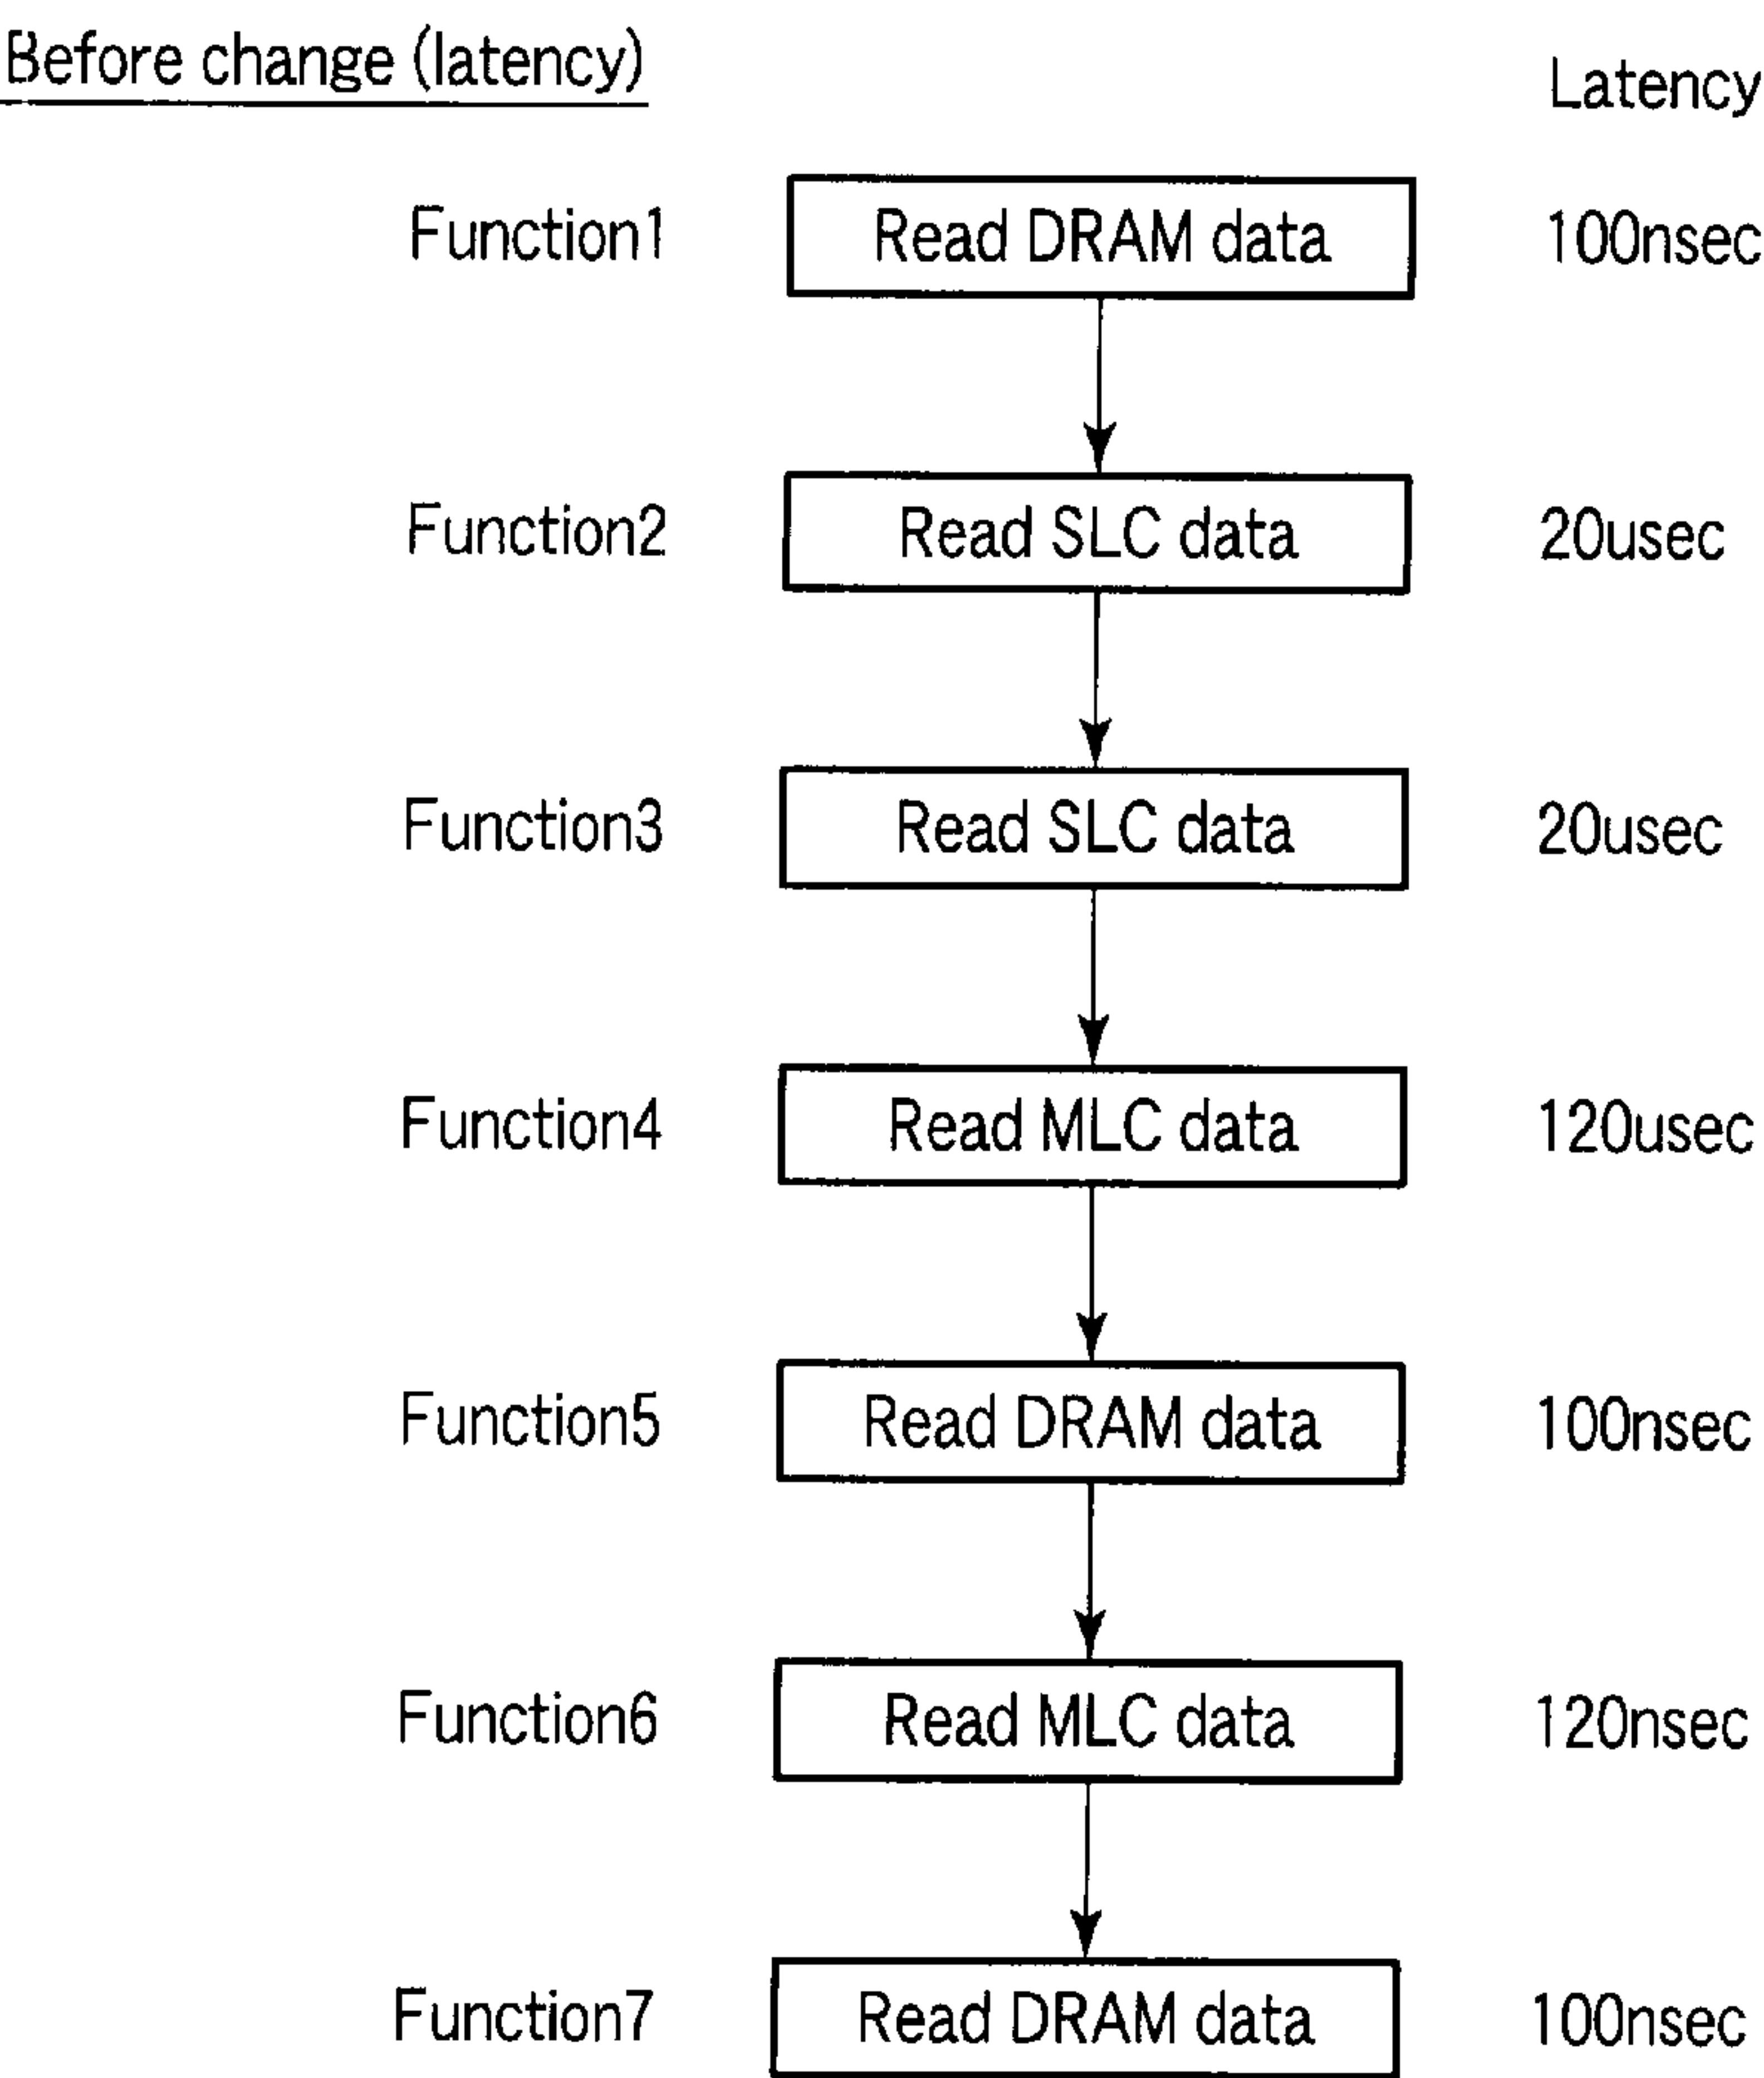 Before change (latency)
Latency
Function1 Read DRAM data 100nsec
Function2 Read SLC data 20usec
Function3 Read SLC data 20usec
Function4 Read MLC data 120usec
Function5 Read DRAM data 100nsec
Function6 Read MLC data 120nsec
Function7 Read DRAM data 100nsec